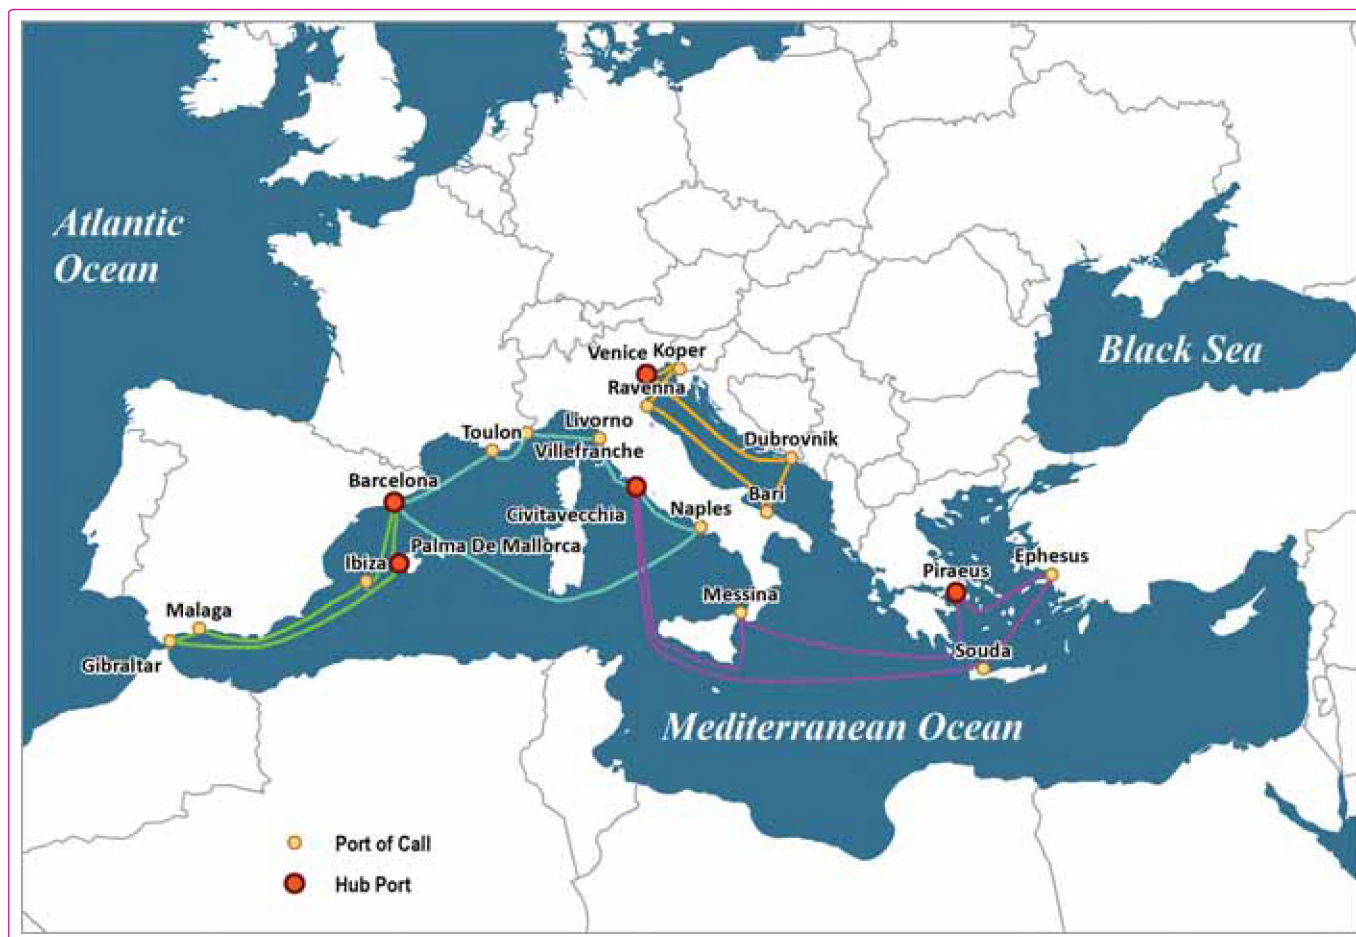 Atlantic
Ocean
Black Sea
Venice
Koper
Ravenna
Livorno
Toulon
Villefranche
Dubrovnik
Barcelona
Bari
Civitavecchia
Naples
Palma De Mallorca
Ibiza
Ephesus
Piraeus
Messina
Malaga
Souda
Gibraltar
Mediterranean Ocean
Port of Call
Hub Port